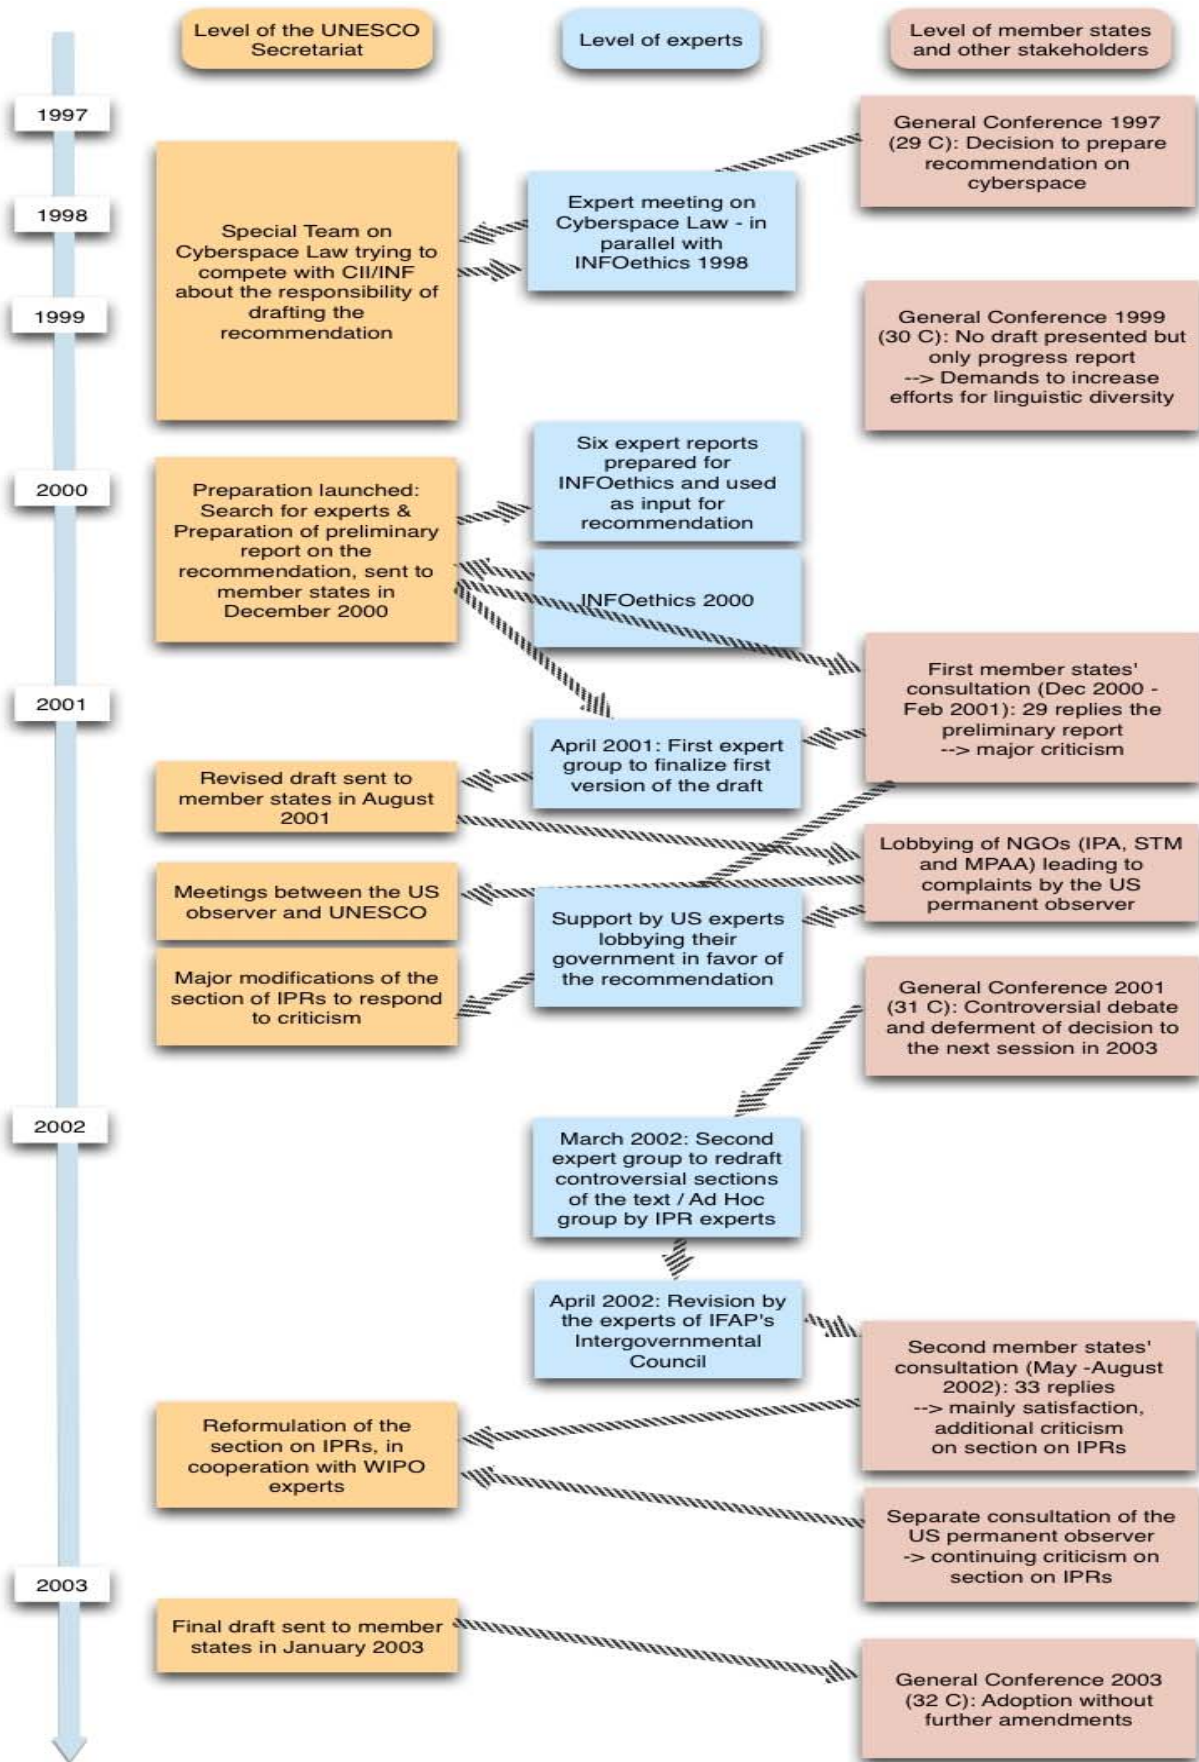 Level of the UNESCO
Secretariat
Level of experts
Level of member states
and other stakeholders
1997
General Conference 1997
(29 C): Decision to prepare
recommendation on
cyberspace
1998
Expert meeting on
Cyberspace Law - in
parallel with
INFOethics 1998
Special Team on
Cyberspace Law trying to
compete with CII/INF
about the responsibility of
drafting the
recommendation
1999
General Conference 1999
(30 C): No draft presented but
only progress report
--> Demands to increase
efforts for linguistic diversity
2000
Preparation launched:
Search for experts &
Preparation of preliminary
report on the
recommendation, sent to
member states in
December 2000
Six expert reports
prepared for
INFOethics and used
as input for
recommendation
INFOethics 2000
First member states'
consultation (Dec 2000 -
Feb 2001): 29 replies the
preliminary report
--> major criticism
2001
April 2001: First expert
group to finalize first
version of the draft
Revised draft sent to
member states in August
2001
Lobbying of NGOs (IPA, STM
and MPAA) leading to
complaints by the US
permanent observer
Meetings between the US
observer and UNESCO
Support by US experts
lobbying their
government in favor of
the recommendation
Major modifications of the
section of IPRs to respond
to criticism
General Conference 2001
(31 C): Controversial debate
and deferment of decision to
the next session in 2003
2002
March 2002: Second
expert group to redraft
controversial sections
of the text / Ad Hoc
group by IPR experts
April 2002: Revision by
the experts of IFAP's
Intergovernmental
Council
Second member states'
consultation (May -August
2002): 33 replies
--> mainly satisfaction,
additional criticism
on section on IPRs
Reformulation of the
section on IPRs, in
cooperation with WIPO
experts
Separate consultation of the
US permanent observer
-> continuing criticism on
section on IPRs
2003
Final draft sent to member
states in January 2003
General Conference 2003
(32 C): Adoption without
further amendments